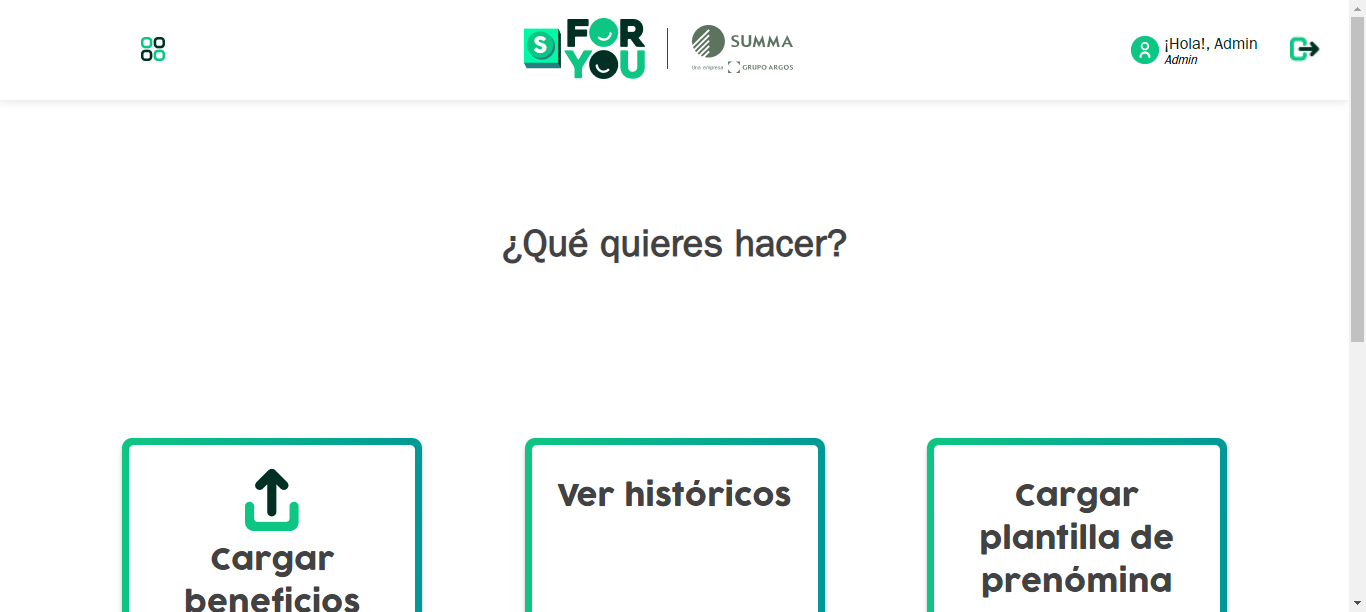 S
FOR
YOU
SUMMA
Una empresa GRUPO ARGOS
¡Hola!, Admin
Admin
¿Qué quieres hacer?
Cargar
beneficios
Ver históricos
Cargar
plantilla de
prenómina